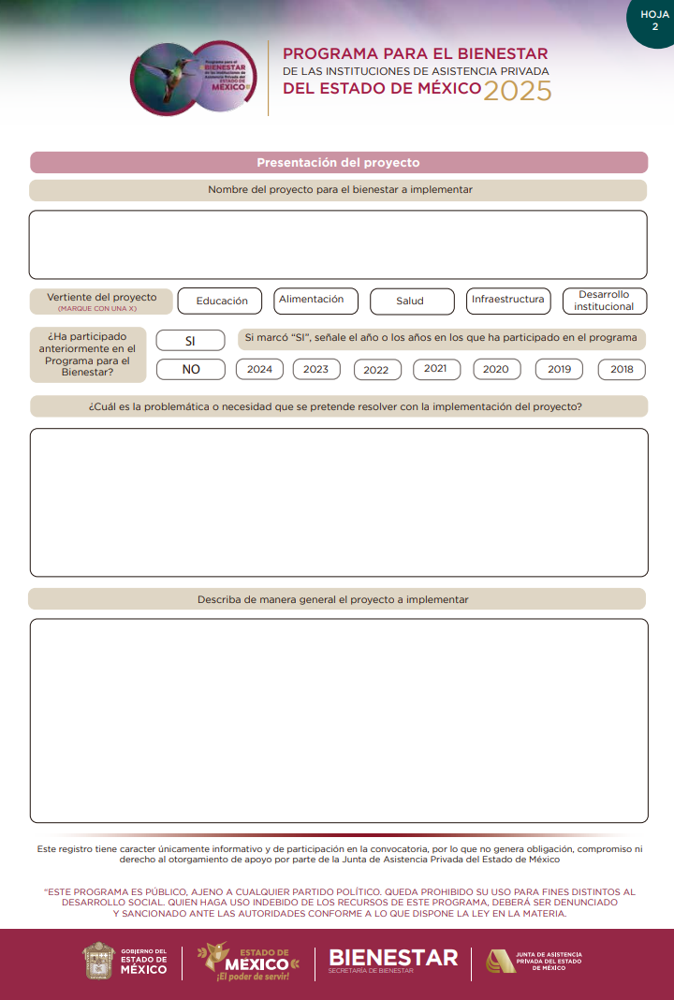 HOJA
2
Programa para el
BIENESTAR
de las Instituciones de
Asistencia Privada del
ESTADO DE
MÉXICO
PROGRAMA PARA EL BIENESTAR
DE LAS INSTITUCIONES DE ASISTENCIA PRIVADA
DEL ESTADO DE MÉXICO 2025
Presentación del proyecto
Nombre del proyecto para el bienestar a implementar
Vertiente del proyecto
(MARQUE CON UNA X)
Educación
Alimentación
Salud
Infraestructura
Desarrollo
institucional
¿Ha participado
anteriormente en el
Programa para el
Bienestar?
SI
Si marcó “SI”, señale el año o los años en los que ha participado en el programa
NO
2024
2023
2022
2021
2020
2019
2018
¿Cuál es la problemática o necesidad que se pretende resolver con la implementación del proyecto?
Describa de manera general el proyecto a implementar
Este registro tiene caracter únicamente informativo y de participación en la convocatoria, por lo que no genera obligación, compromiso ni
derecho al otorgamiento de apoyo por parte de la Junta de Asistencia Privada del Estado de México
“ESTE PROGRAMA ES PÚBLICO, AJENO A CUALQUIER PARTIDO POLÍTICO. QUEDA PROHIBIDO SU USO PARA FINES DISTINTOS AL
DESARROLLO SOCIAL. QUIEN HAGA USO INDEBIDO DE LOS RECURSOS DE ESTE PROGRAMA, DEBERÁ SER DENUNCIADO
Y SANCIONADO ANTE LAS AUTORIDADES CONFORME A LO QUE DISPONE LA LEY EN LA MATERIA.
GOBIERNO DEL
ESTADO DE
MÉXICO
ESTADO DE
MÉXICO
¡El poder de servir!
BIENESTAR
SECRETARÍA DE BIENESTAR
JUNTA DE ASISTENCIA
PRIVADA DEL ESTADO
DE MÉXICO